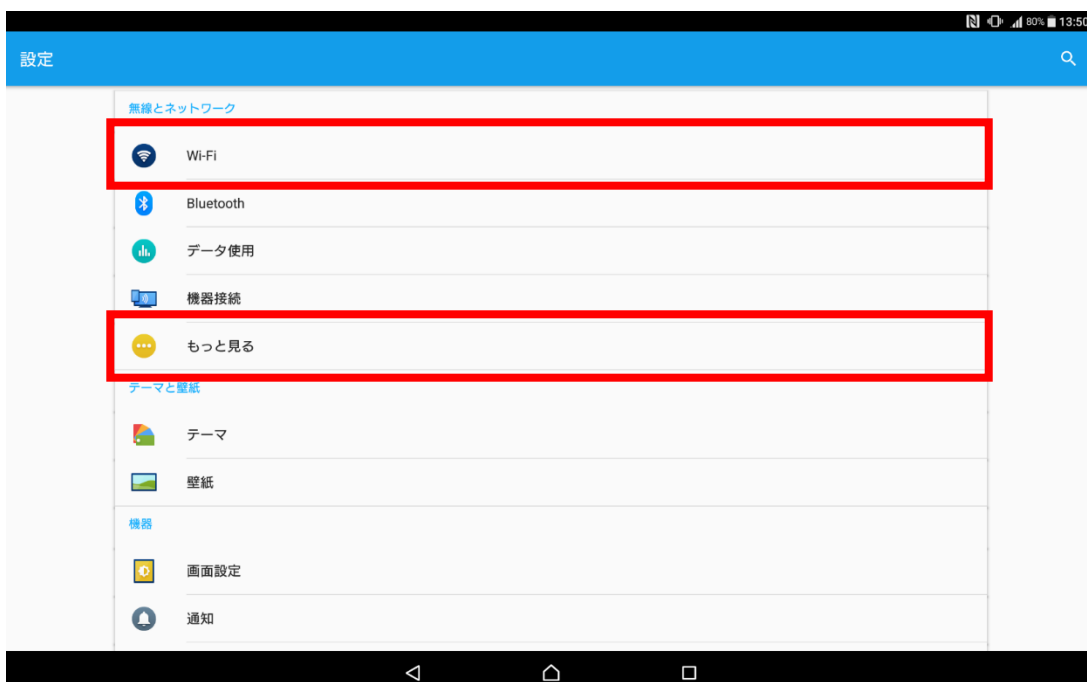 80% 13:50
設定
無線とネットワーク
Wi-Fi
Bluetooth
データ使用
機器接続
もっと見る
テーマと壁紙
テーマ
壁紙
機器
画面設定
通知